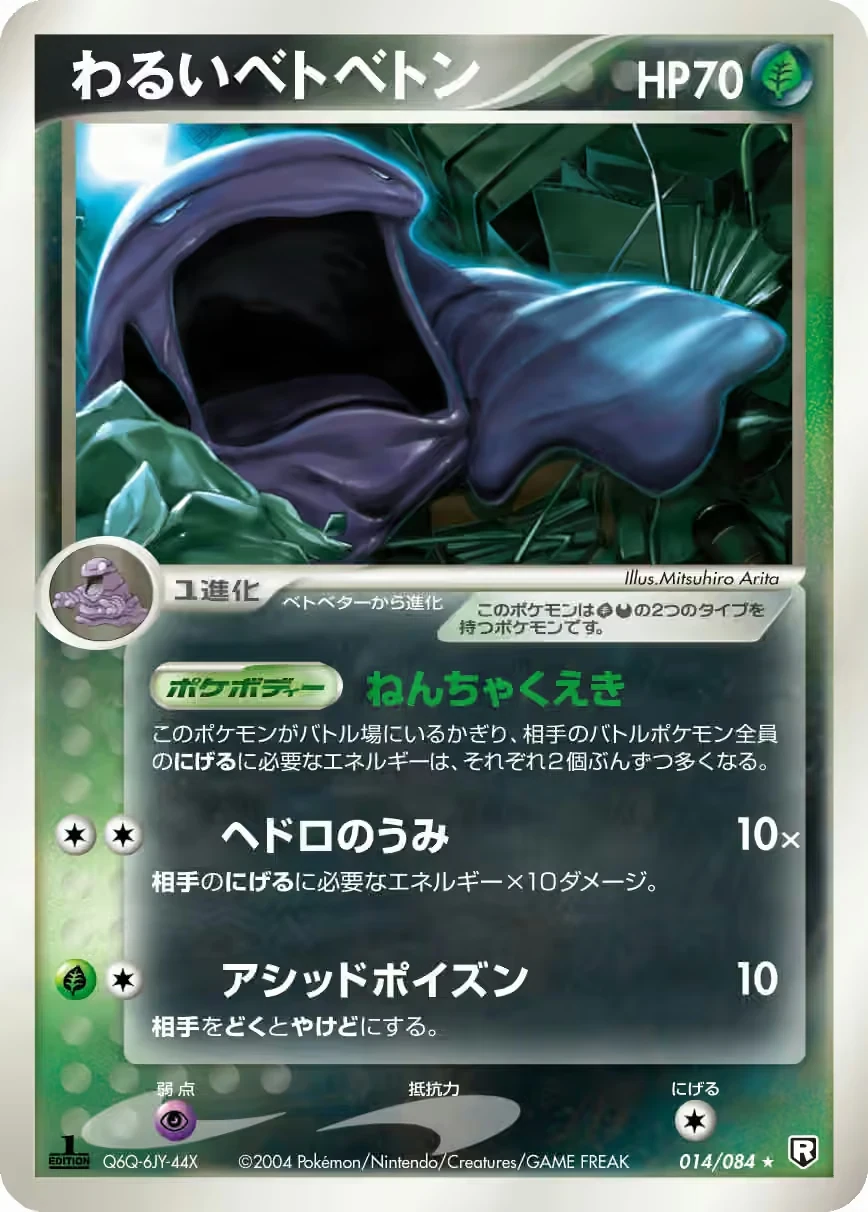 わるいベトベトン HP70
Illus.Mitsuhiro Arita
1進化
ベトベターから進化
このポケモンはの2つのタイプを
持つポケモンです。
ポケボディー ねんちゃくえき
このポケモンがバトル場にいるかぎり、相手のバトルポケモン全員
のにげるに必要なエネルギーは、それぞれ2個ぶんずつ多くなる。
ヘドロのうみ 10×
相手のにげるに必要なエネルギー×10ダメージ。
アシッドポイズン 10
相手をどくとやけどにする。
弱点 抵抗力 にげる
1 EDITION Q6Q-6JY-44X ©2004 Pokémon/Nintendo/Creatures/GAME FREAK 014/084 ★ R